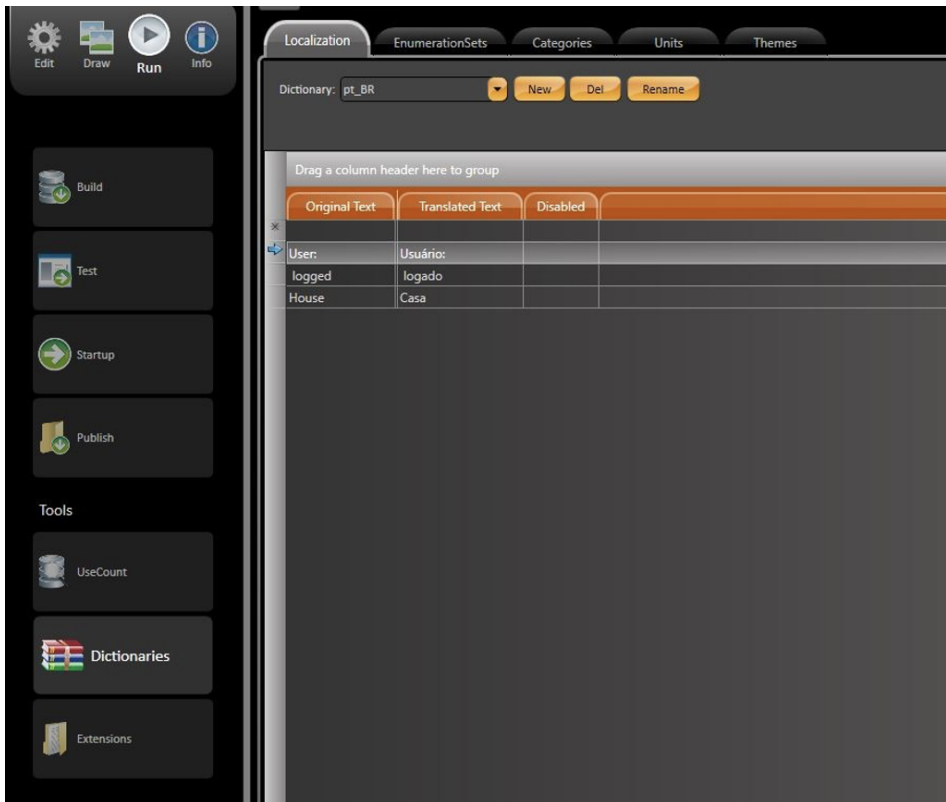 Edit Draw Run Info
Build
Test
Startup
Publish
Tools
UseCount
Dictionaries
Extensions
Localization EnumerationSets Categories Units Themes
Dictionary: pt_BR New Del Rename
Drag a column header here to group
Original Text Translated Text Disabled
User: Usuário:
logged logado
House Casa